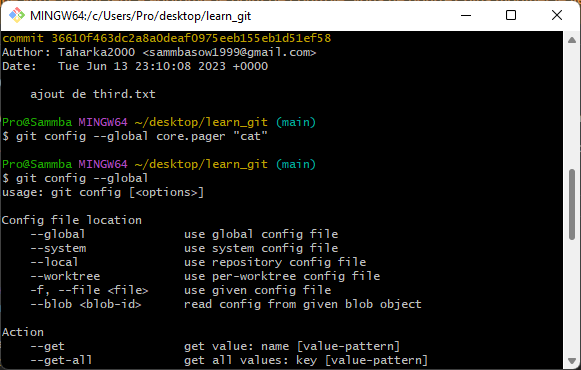 MINGW64:/c/Users/Pro/desktop/learn_git
commit 36610f463dc2a8a0deaf0975eeb155eb1d51ef58
Author: Taharka2000 <sammbasow1999@gmail.com>
Date:   Tue Jun 13 23:10:08 2023 +0000
    ajout de third.txt
Pro@Sammba MINGW64 ~/desktop/learn_git (main)
$ git config --global core.pager "cat"
Pro@Sammba MINGW64 ~/desktop/learn_git (main)
$ git config --global
usage: git config [<options>]
Config file location
    --global              use global config file
    --system              use system config file
    --local               use repository config file
    --worktree            use per-worktree config file
    -f, --file <file>     use given config file
    --blob <blob-id>      read config from given blob object
Action
    --get                 get value: name [value-pattern]
    --get-all             get all values: key [value-pattern]